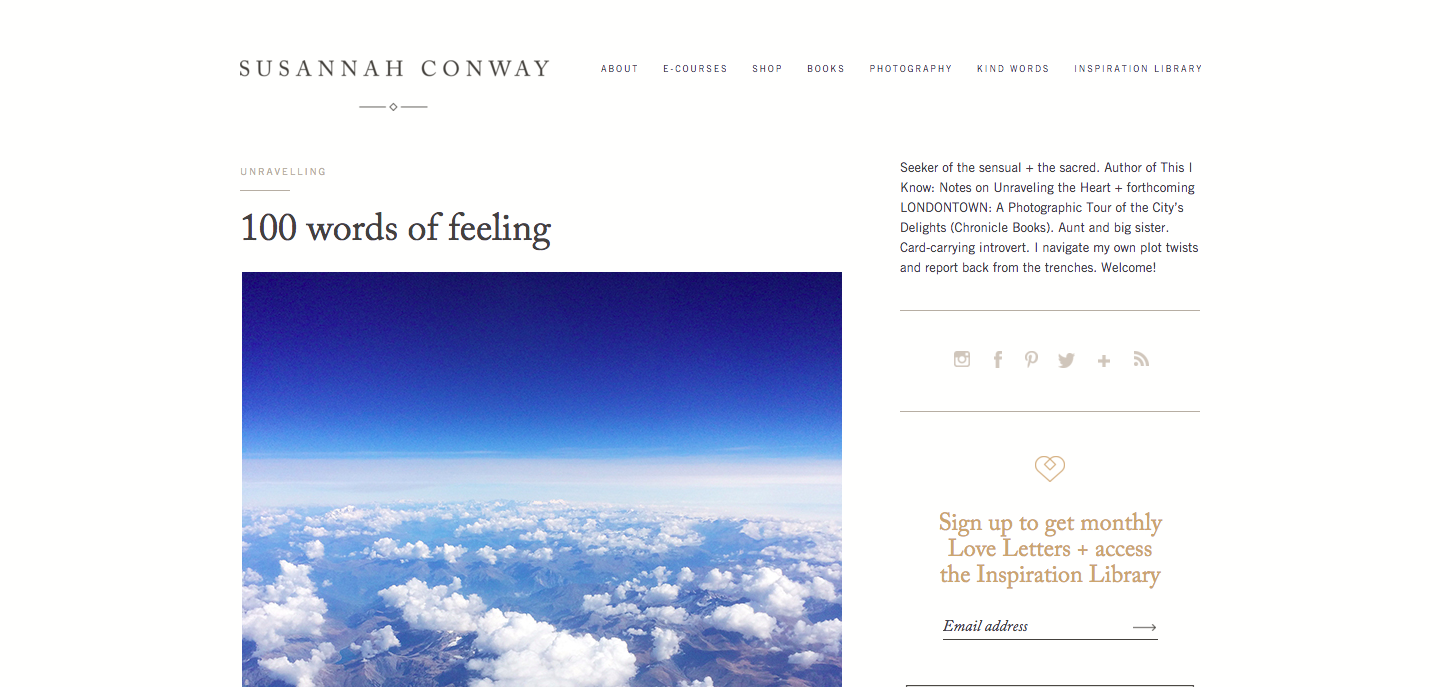 SUSANNAH CONWAY
ABOUT
E-COURSES
SHOP
BOOKS
PHOTOGRAPHY
KIND WORDS
INSPIRATION LIBRARY
UNRAVELLING
100 words of feeling
Seeker of the sensual + the sacred. Author of This I
Know: Notes on Unraveling the Heart + forthcoming
LONDONTOWN: A Photographic Tour of the City's
Delights (Chronicle Books). Aunt and big sister.
Card-carrying introvert. I navigate my own plot twists
and report back from the trenches. Welcome!
Sign up to get monthly
Love Letters + access
the Inspiration Library
Email address